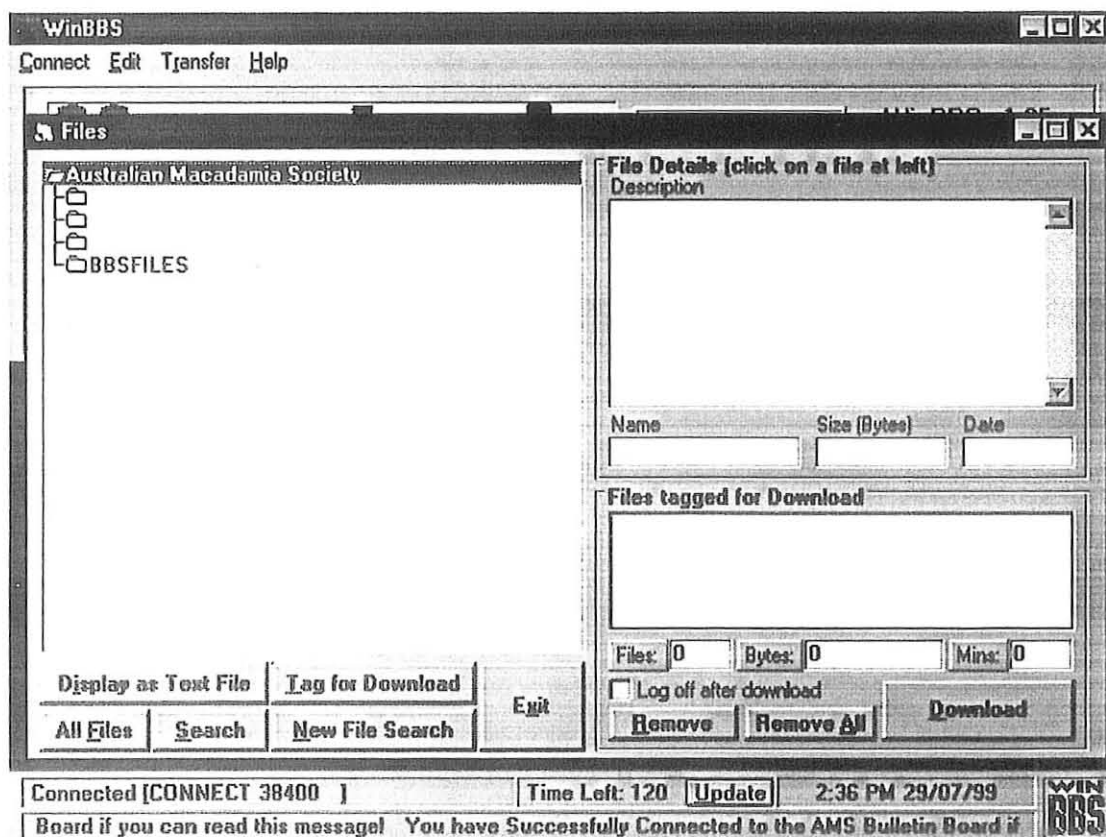 WinBBS
Connect Edit Transfer Help
Files
Australian Macadamia Society
BBSFILES
File Details (click on a file at left)
Description
Name Size (Bytes) Date
Files tagged for Download
Files: 0 Bytes: 0 Mins: 0
Log off after download
Remove Remove All Download
Display as Text File Tag for Download Exit
All Files Search New File Search
Connected [CONNECT 38400 ] Time Left: 120 Update 2:36 PM 29/07/99
WIN BBS
Board if you can read this message! You have Successfully Connected to the AMS Bulletin Board if